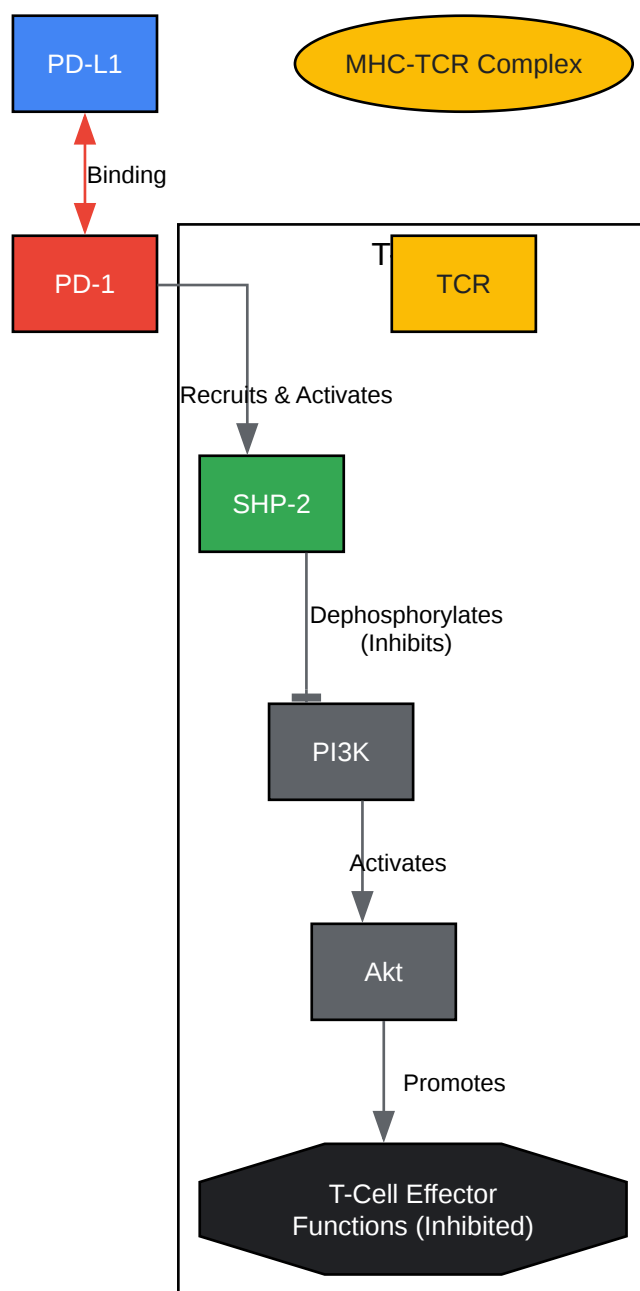 PD-L1
MHC-TCR Complex
Binding
PD-1
TCR
Recruits & Activates
SHP-2
Dephosphorylates
(Inhibits)
PI3K
Activates
Akt
Promotes
T-Cell Effector
Functions (Inhibited)